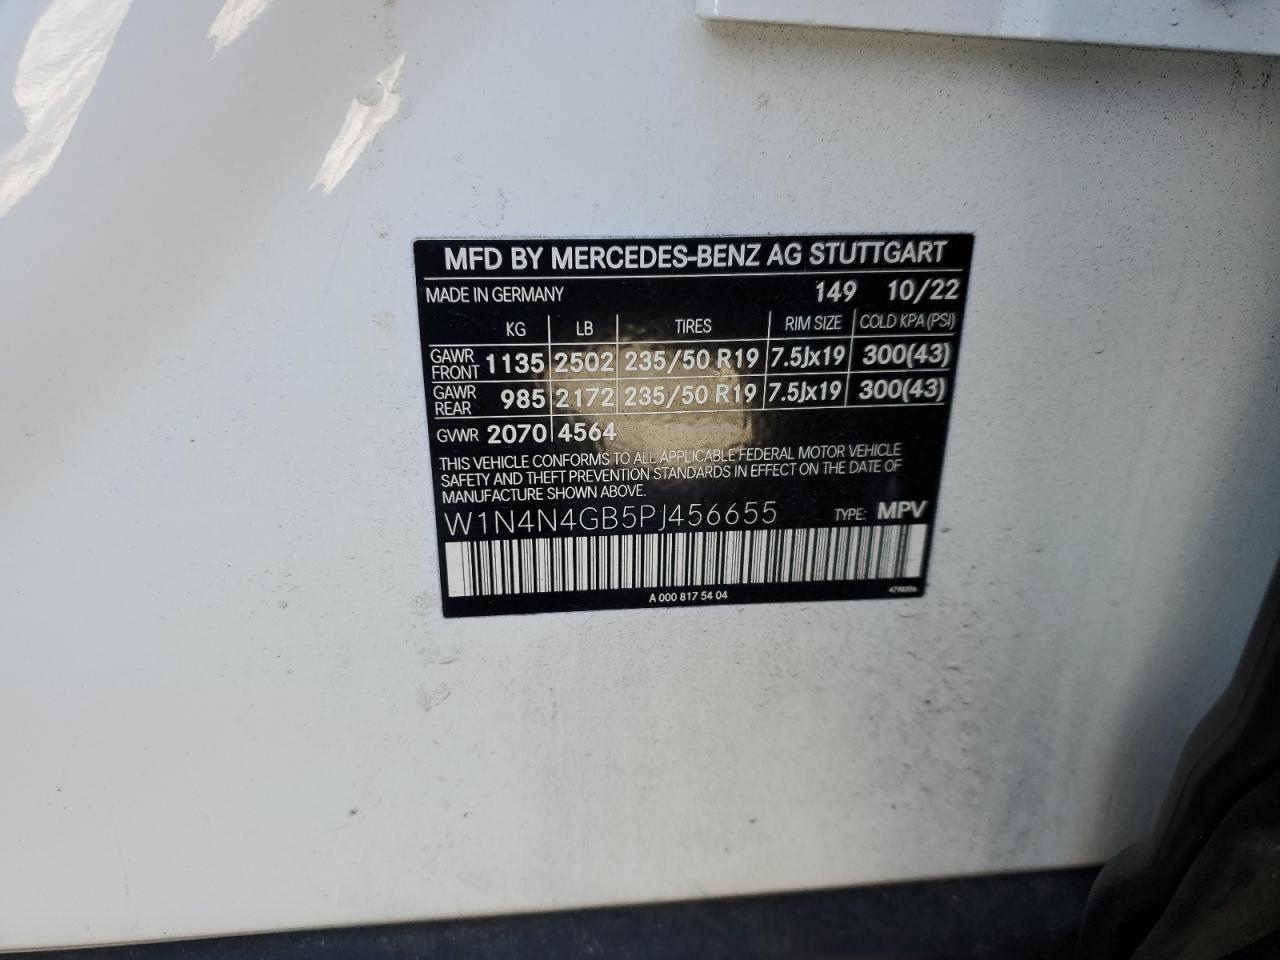 MFD BY MERCEDES-BENZ AG STUTTGART
MADE IN GERMANY 149 10/22
KG LB TIRES RIM SIZE COLD KPA (PSI)
GAWR FRONT 1135 2502 235/50 R19 7.5Jx19 300(43)
GAWR REAR 985 2172 235/50 R19 7.5Jx19 300(43)
GVWR 2070 4564
THIS VEHICLE CONFORMS TO ALL APPLICABLE FEDERAL MOTOR VEHICLE
SAFETY AND THEFT PREVENTION STANDARDS IN EFFECT ON THE DATE OF
MANUFACTURE SHOWN ABOVE.
W1N4N4GB5PJ456655 TYPE: MPV
A 000 817 54 04